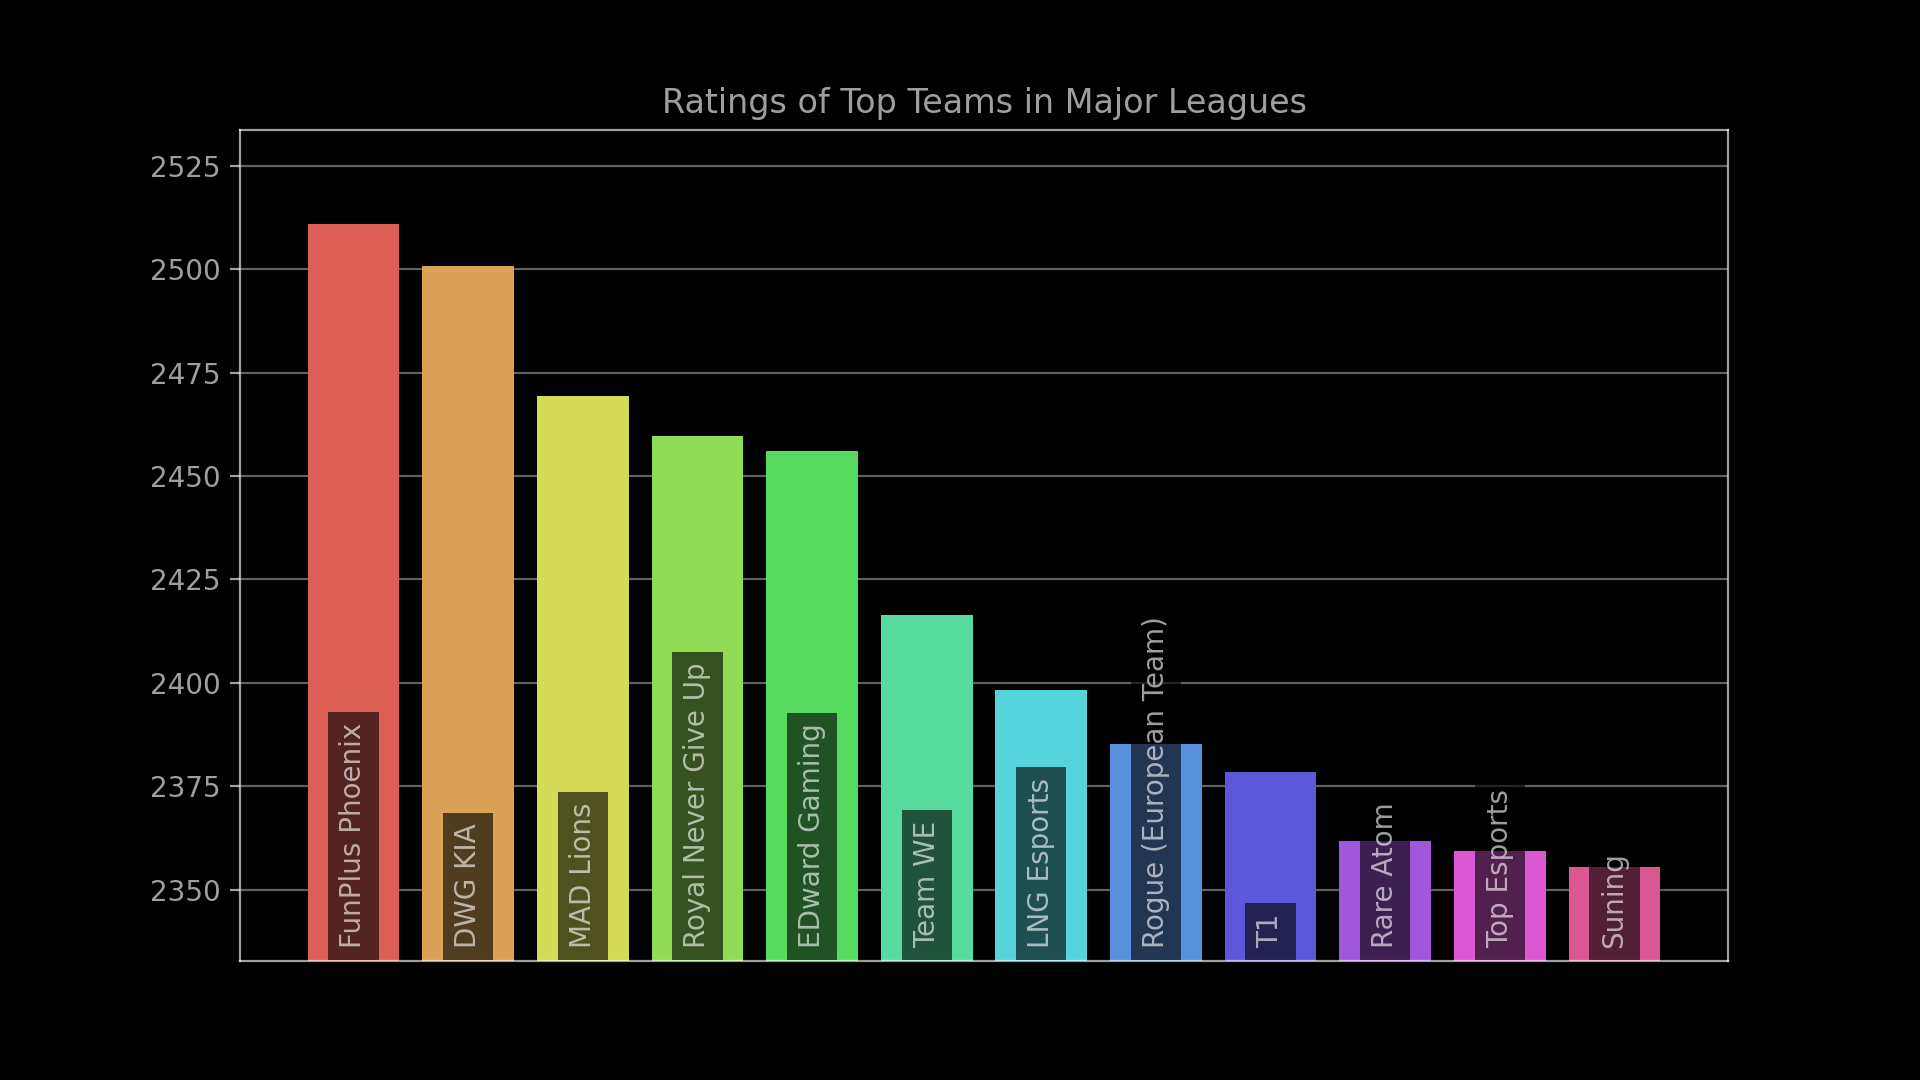 Ratings of Top Teams in Major Leagues
2525
2500
2475
2450
2425
2400
2375
2350
FunPlus Phoenix
DWG KIA
MAD Lions
Royal Never Give Up
EDward Gaming
Team WE
LNG Esports
Rogue (European Team)
T1
Rare Atom
Top Esports
Suning